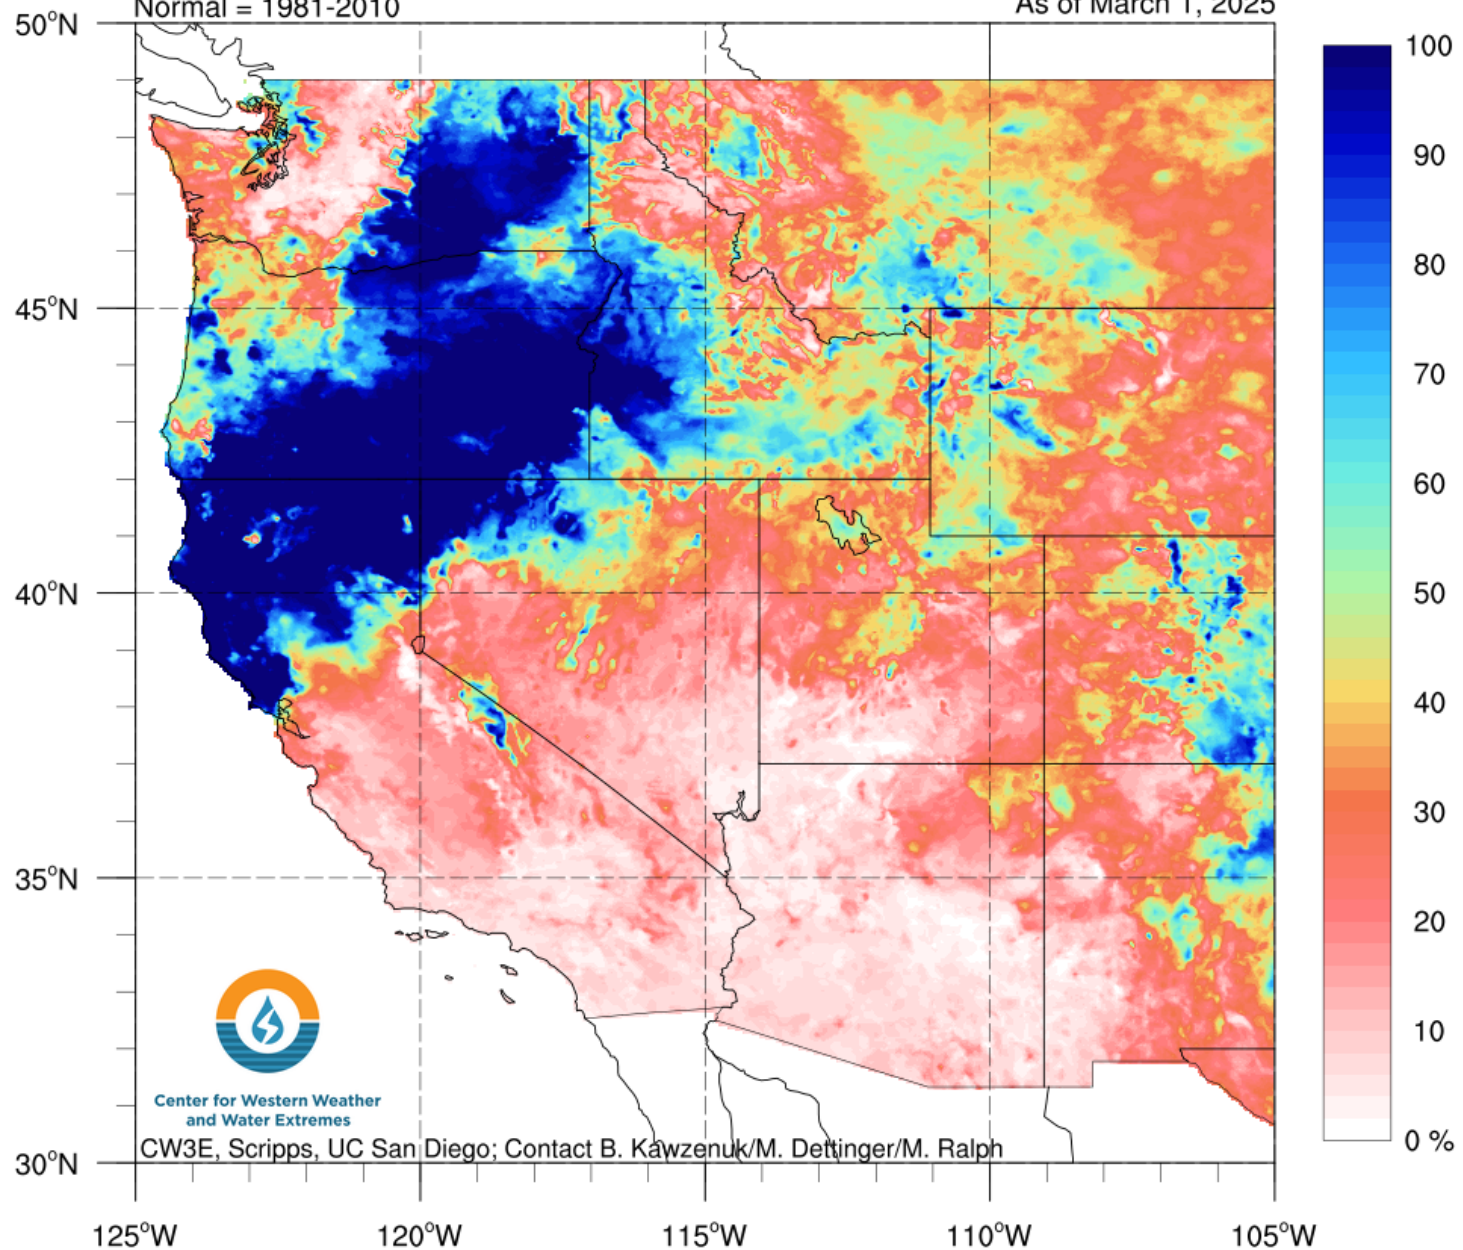 Normal = 1981-2010
As of March 1, 2025
50°N
45°N
40°N
35°N
30°N
125°W
120°W
115°W
110°W
105°W
100
90
80
70
60
50
40
30
20
10
0 %
Center for Western Weather
and Water Extremes
CW3E, Scripps, UC San Diego; Contact B. Kawzenuk/M. Dettinger/M. Ralph